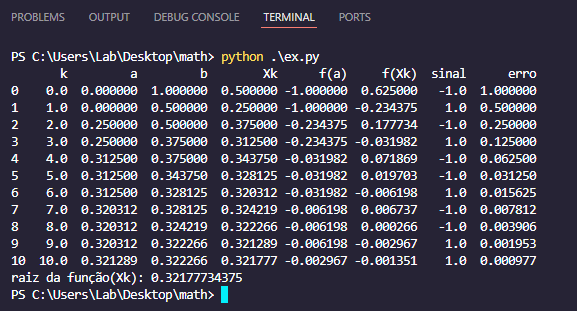 PROBLEMS OUTPUT DEBUG CONSOLE TERMINAL PORTS
PS C:\Users\Lab\Desktop\math> python .\ex.py
k a b Xk f(a) f(Xk) sinal erro
0 0.0 0.000000 1.000000 0.500000 -1.000000 0.625000 -1.0 1.000000
1 1.0 0.000000 0.500000 0.250000 -1.000000 -0.234375 1.0 0.500000
2 2.0 0.250000 0.500000 0.375000 -0.234375 0.177734 -1.0 0.250000
3 3.0 0.250000 0.375000 0.312500 -0.234375 -0.031982 1.0 0.125000
4 4.0 0.312500 0.375000 0.343750 -0.031982 0.071869 -1.0 0.062500
5 5.0 0.312500 0.343750 0.328125 -0.031982 0.019703 -1.0 0.031250
6 6.0 0.312500 0.328125 0.320312 -0.031982 -0.006198 1.0 0.015625
7 7.0 0.320312 0.328125 0.324219 -0.006198 0.006737 -1.0 0.007812
8 8.0 0.320312 0.324219 0.322266 -0.006198 0.000266 -1.0 0.003906
9 9.0 0.320312 0.322266 0.321289 -0.006198 -0.002967 1.0 0.001953
10 10.0 0.321289 0.322266 0.321777 -0.002967 -0.001351 1.0 0.000977
raiz da função(Xk): 0.32177734375
PS C:\Users\Lab\Desktop\math>